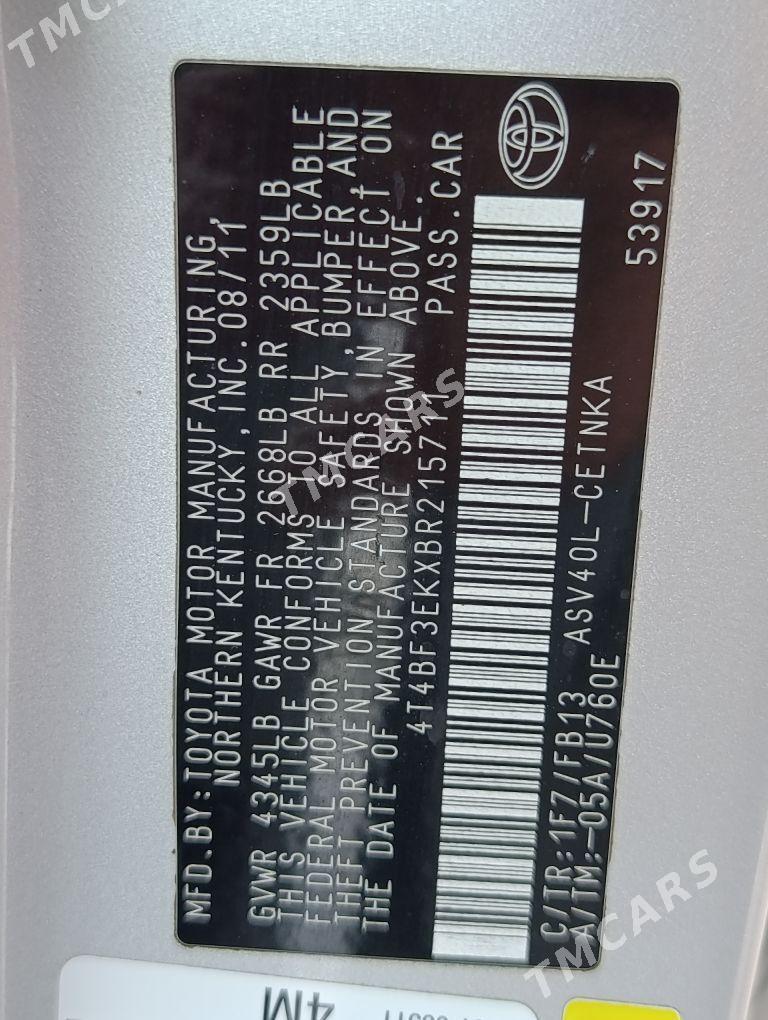 MFD.BY:TOYOTA MOTOR MANUFACTURING,
NORTHERN KENTUCKY,INC.08/11
GVWR 4345LB GAWR FR 2668LB RR 2359LB
THIS VEHICLE CONFORMS TO ALL APPLICABLE
FEDERAL MOTOR VEHICLE SAFETY,BUMPER,AND
THEFT PREVENTION STANDARDS IN EFFECT ON
THE DATE OF MANUFACTURE SHOWN ABOVE.
4T4BF3EKXBR215711 PASS.CAR
C/TR:1F7/FB13 ASV40L-CETNKA
A/TM:-05A/U760E 53917
4M
TMCARS
TMCARS
TMCARS